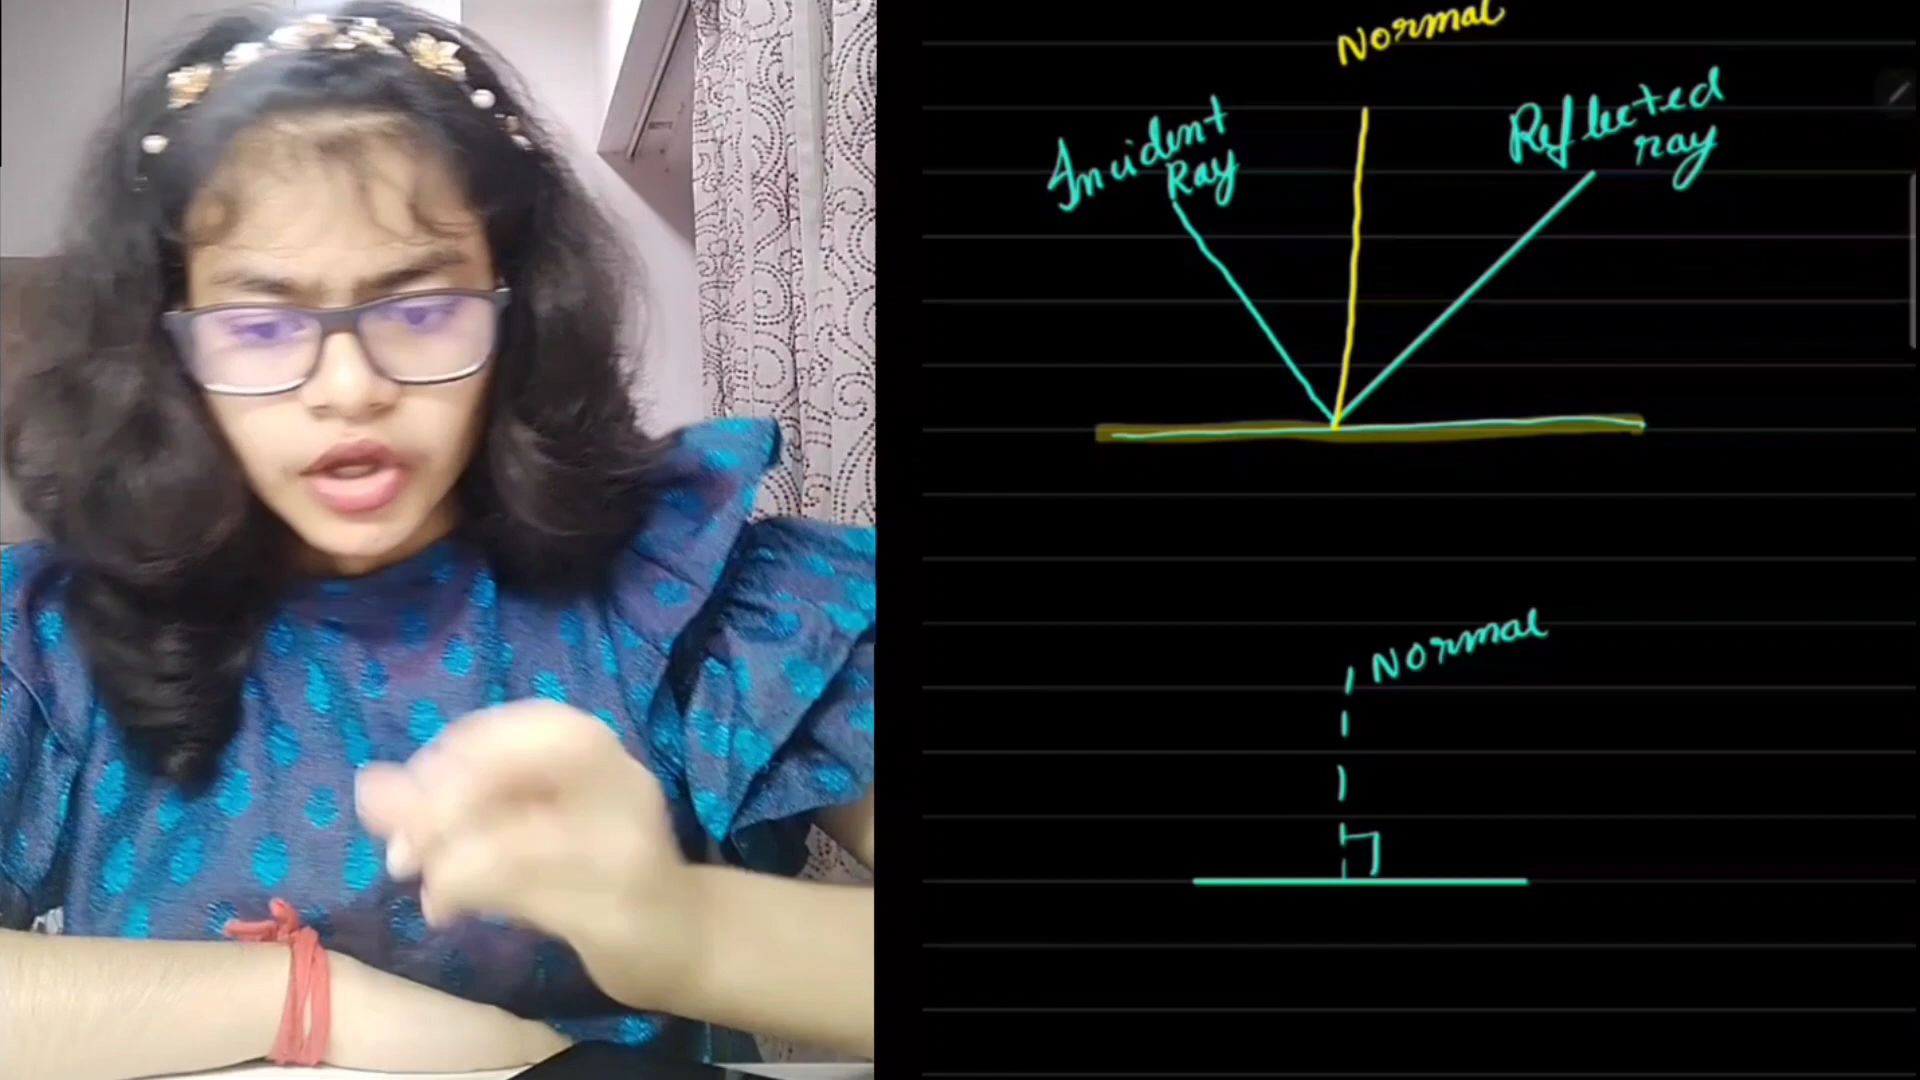 Normal
Incident
Ray
Reflected
ray
Normal